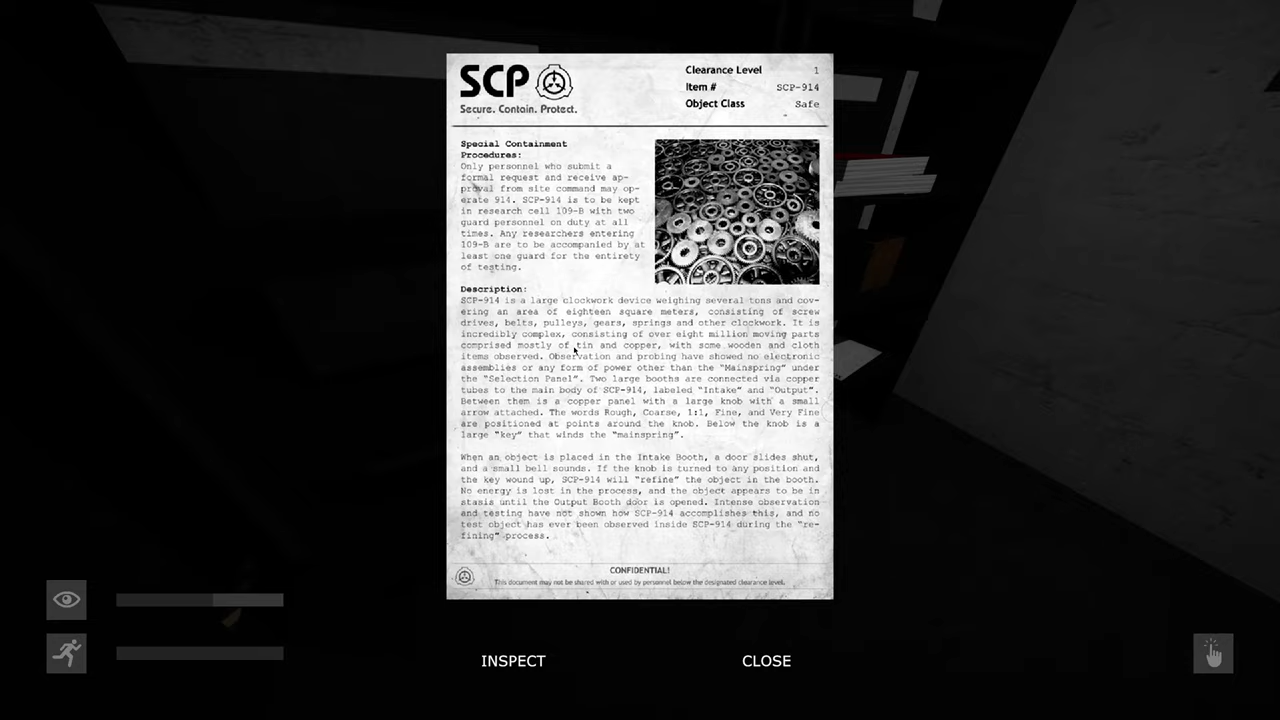 SCP
Secure. Contain. Protect.
Clearance Level 1
Item # SCP-914
Object Class Safe
Special Containment
Procedures:
Only personnel who submit a
formal request and receive ap-
proval from site command may op-
erate 914. SCP-914 is to be kept
in research cell 109-B with two
guard personnel on duty at all
times. Any researchers entering
109-B are to be accompanied by at
least one guard for the entirety
of testing.
Description:
SCP-914 is a large clockwork device weighing several tons and cov-
ering an area of eighteen square meters, consisting of screw
drives, belts, pulleys, gears, springs and other clockwork. It is
incredibly complex, consisting of over eight million moving parts
comprised mostly of tin and copper, with some wooden and cloth
items observed. Observation and probing have showed no electronic
assemblies or any form of power other than the “Mainspring” under
the “Selection Panel”. Two large booths are connected via copper
tubes to the main body of SCP-914, labeled “Intake” and “Output”.
Between them is a copper panel with a large knob with a small
arrow attached. The words Rough, Coarse, 1:1, Fine, and Very Fine
are positioned at points around the knob. Below the knob is a
large “key” that winds the “mainspring”.
When an object is placed in the Intake Booth, a door slides shut,
and a small bell sounds. If the knob is turned to any position and
the key wound up, SCP-914 will “refine” the object in the booth.
No energy is lost in the process, and the object appears to be in
stasis until the Output Booth door is opened. Intense observation
and testing have not shown how SCP-914 accomplishes this, and no
test object has ever been observed inside SCP-914 during the “re-
fining” process.
CONFIDENTIAL!
This document may not be shared with or used by personnel below the designated clearance level.
INSPECT
CLOSE